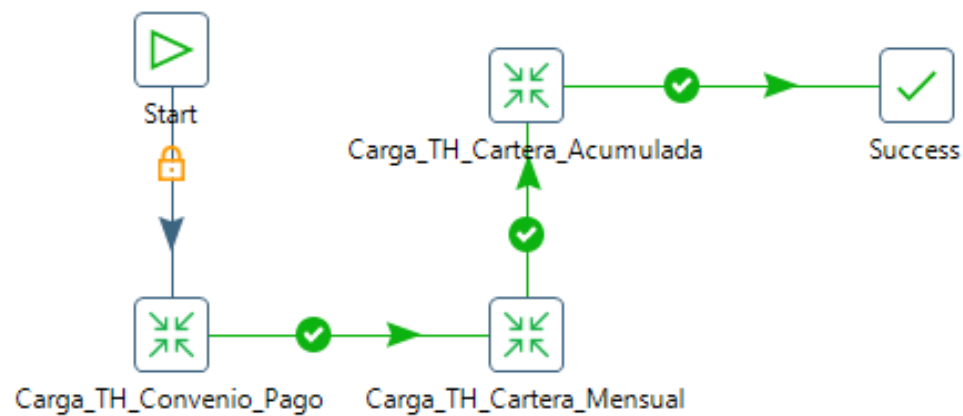 Start
Carga_TH_Cartera_Acumulada
Success
Carga_TH_Convenio_Pago
Carga_TH_Cartera_Mensual